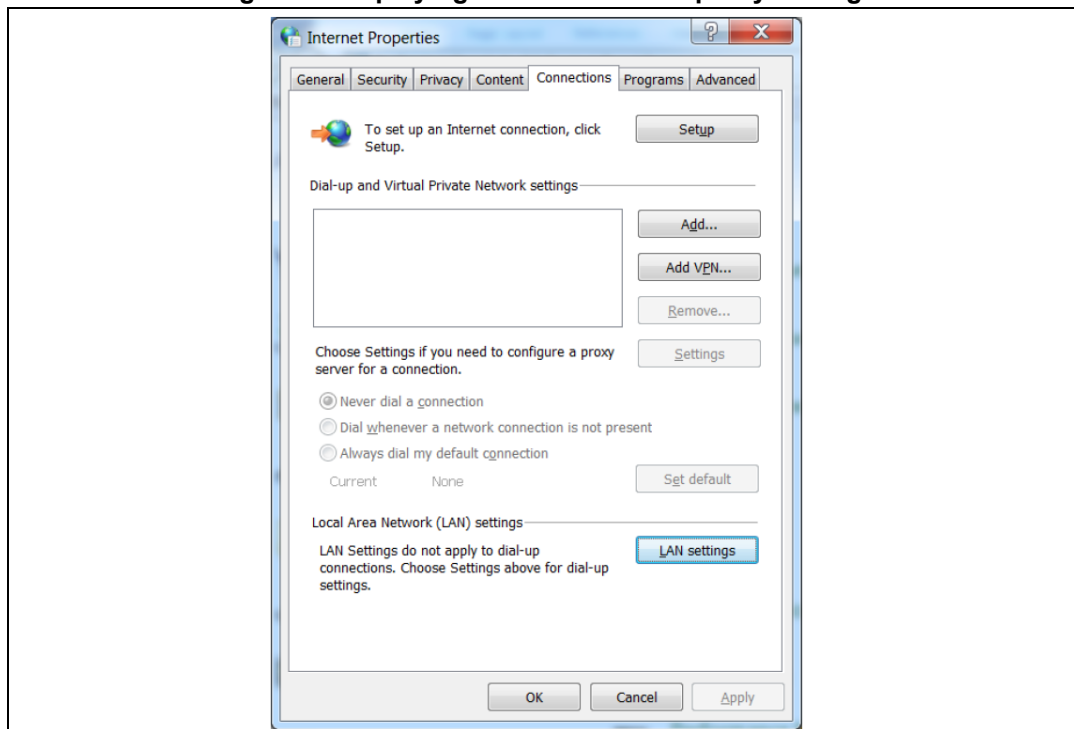 Internet Properties
General Security Privacy Content Connections Programs Advanced
To set up an Internet connection, click
Setup.
Setup
Dial-up and Virtual Private Network settings
Add...
Add VPN...
Remove...
Choose Settings if you need to configure a proxy
server for a connection.
Settings
Never dial a connection
Dial whenever a network connection is not present
Always dial my default connection
Current None
Set default
Local Area Network (LAN) settings
LAN Settings do not apply to dial-up
connections. Choose Settings above for dial-up
settings.
LAN settings
OK Cancel Apply